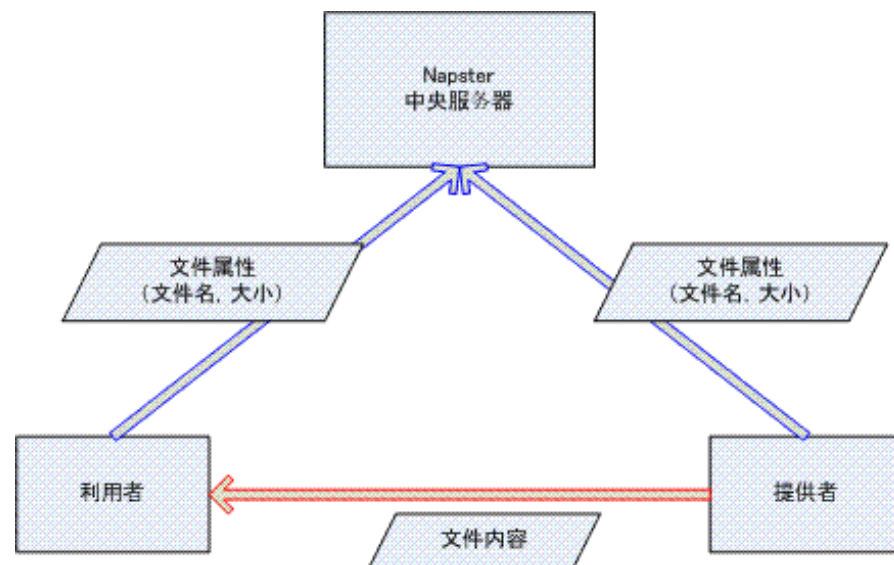 Napster
中央服务器
文件属性
（文件名，大小）
文件属性
（文件名，大小）
利用者
提供者
文件内容